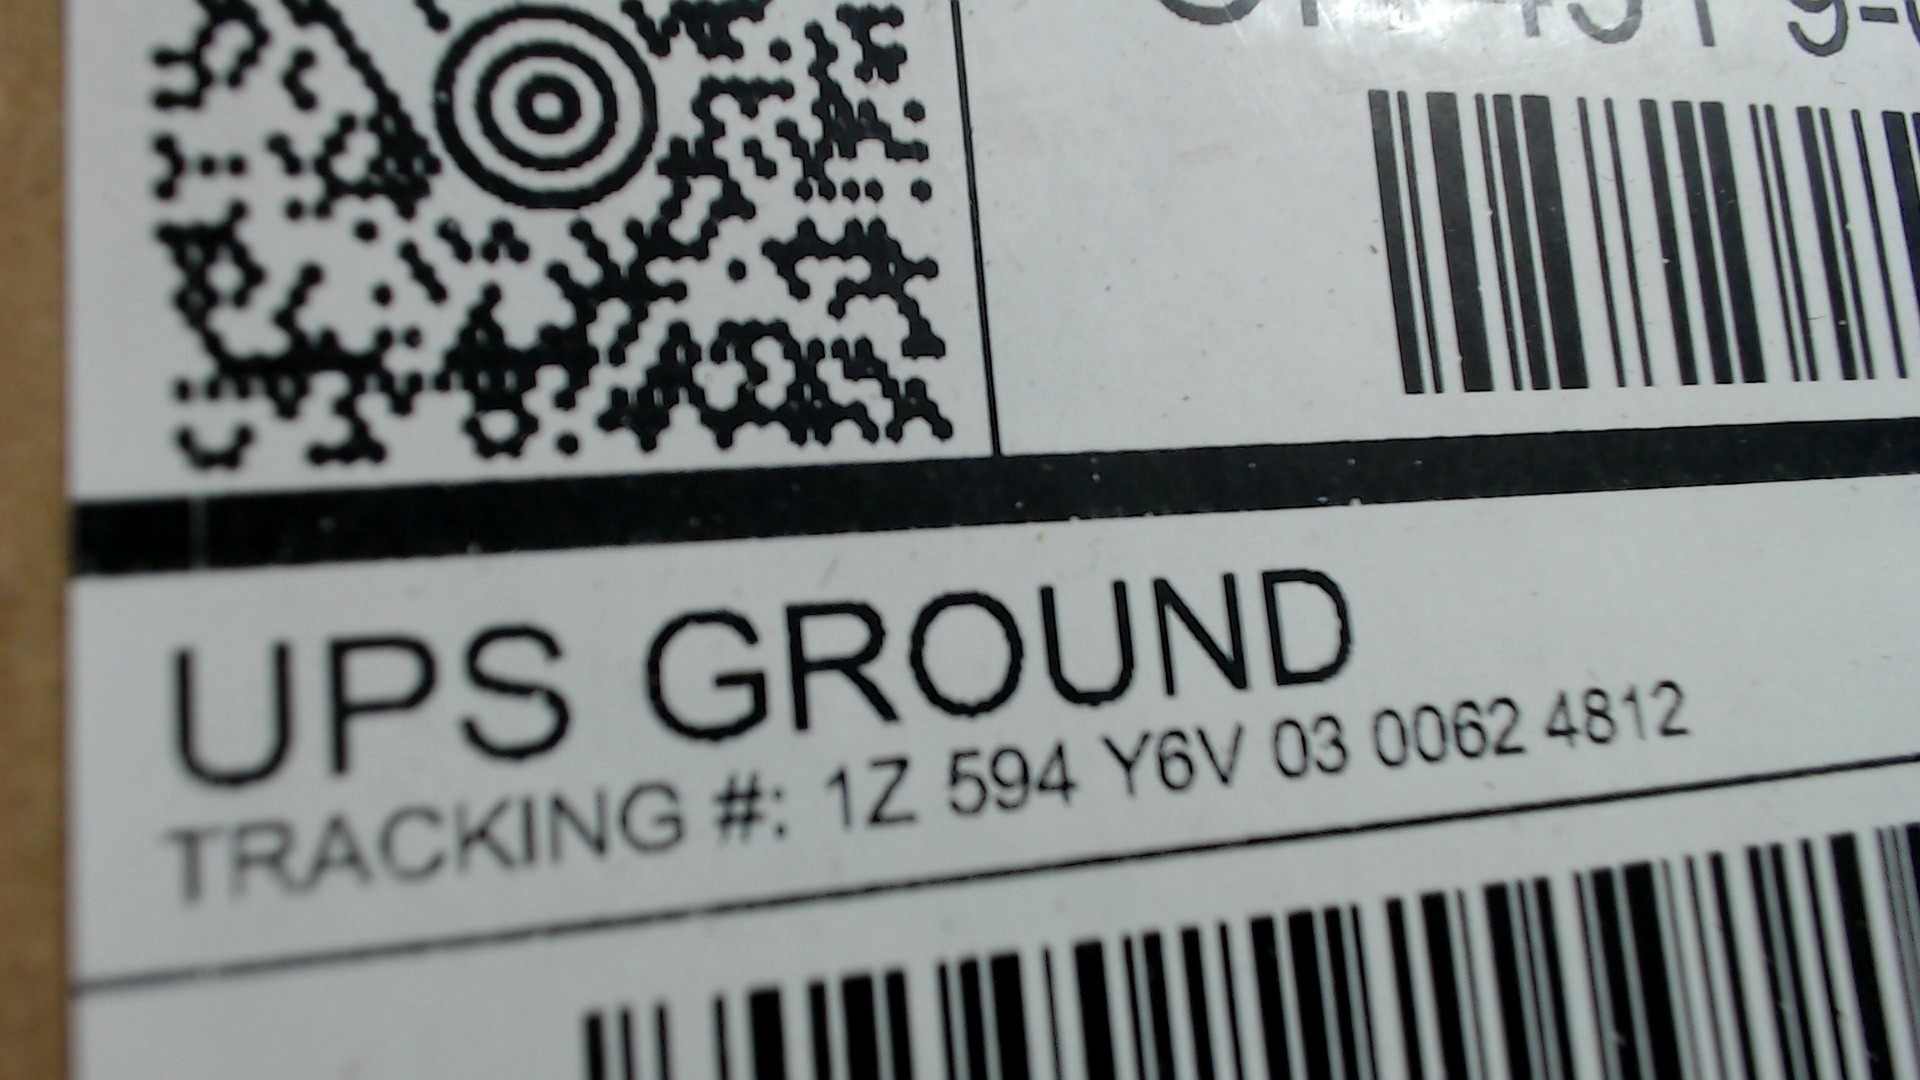 UPS GROUND
TRACKING #: 1Z 594 Y6V 03 0062 4812